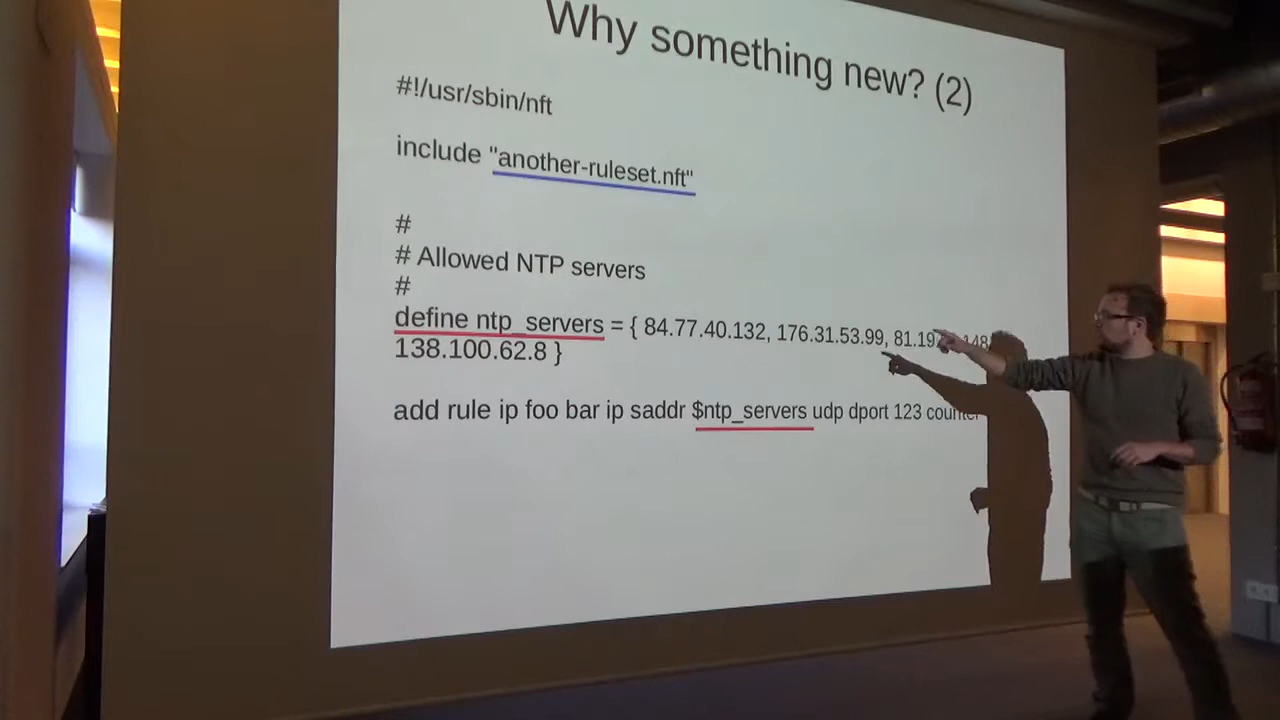 Why something new? (2)
#!/usr/sbin/nft
include "another-ruleset.nft"
#
# Allowed NTP servers
#
define ntp_servers = { 84.77.40.132, 176.31.53.99,
138.100.62.8 }
add rule ip foo bar ip saddr $ntp_servers udp dport 123 counter